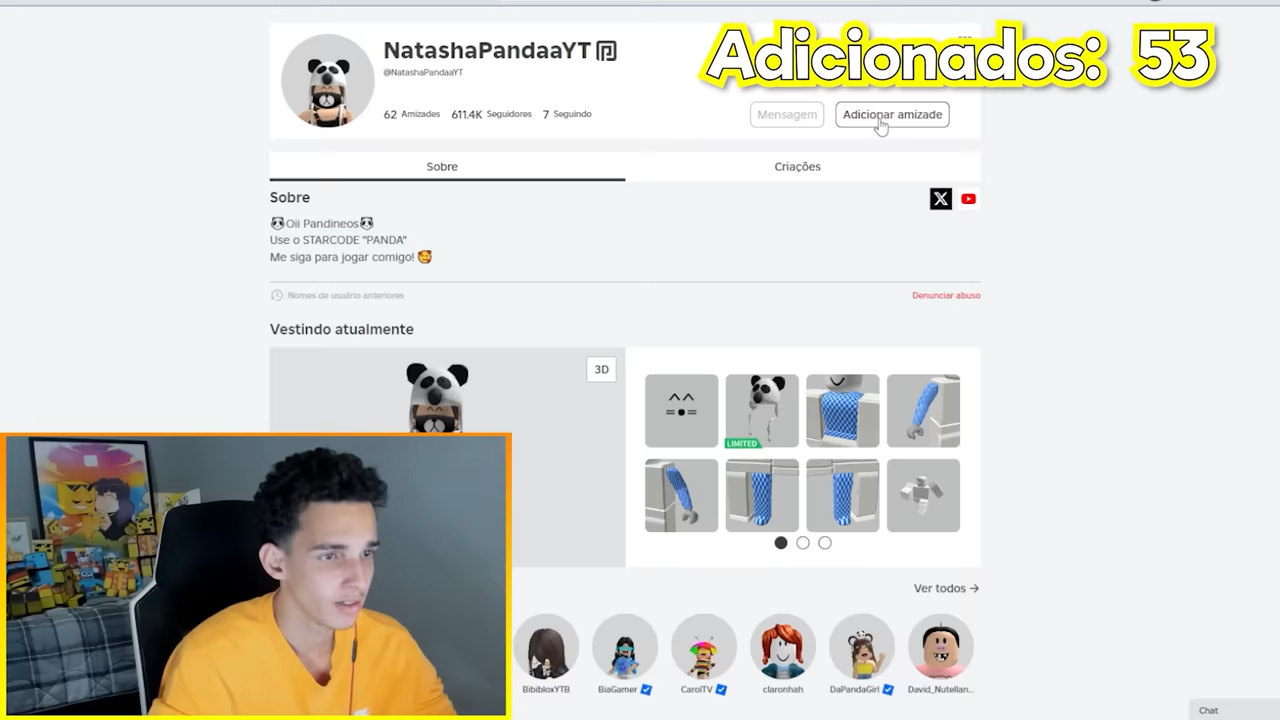 NatashaPandaaYT
@NatashaPandaaYT
Adicionados: 53
62 Amizades 611.4K Seguidores 7 Seguindo
Mensagem
Adicionar amizade
Sobre
Criações
Sobre
🐼Oii Pandineos🐼
Use o STARCODE "PANDA"
Me siga para jogar comigo! 🥰
Nomes de usuário anteriores
Denunciar abuso
Vestindo atualmente
3D
LIMITED
Ver todos →
BibibloxYTB
BiaGamer
CarolTV
claronhah
DaPandaGirl
David_Nutellan...
Chat